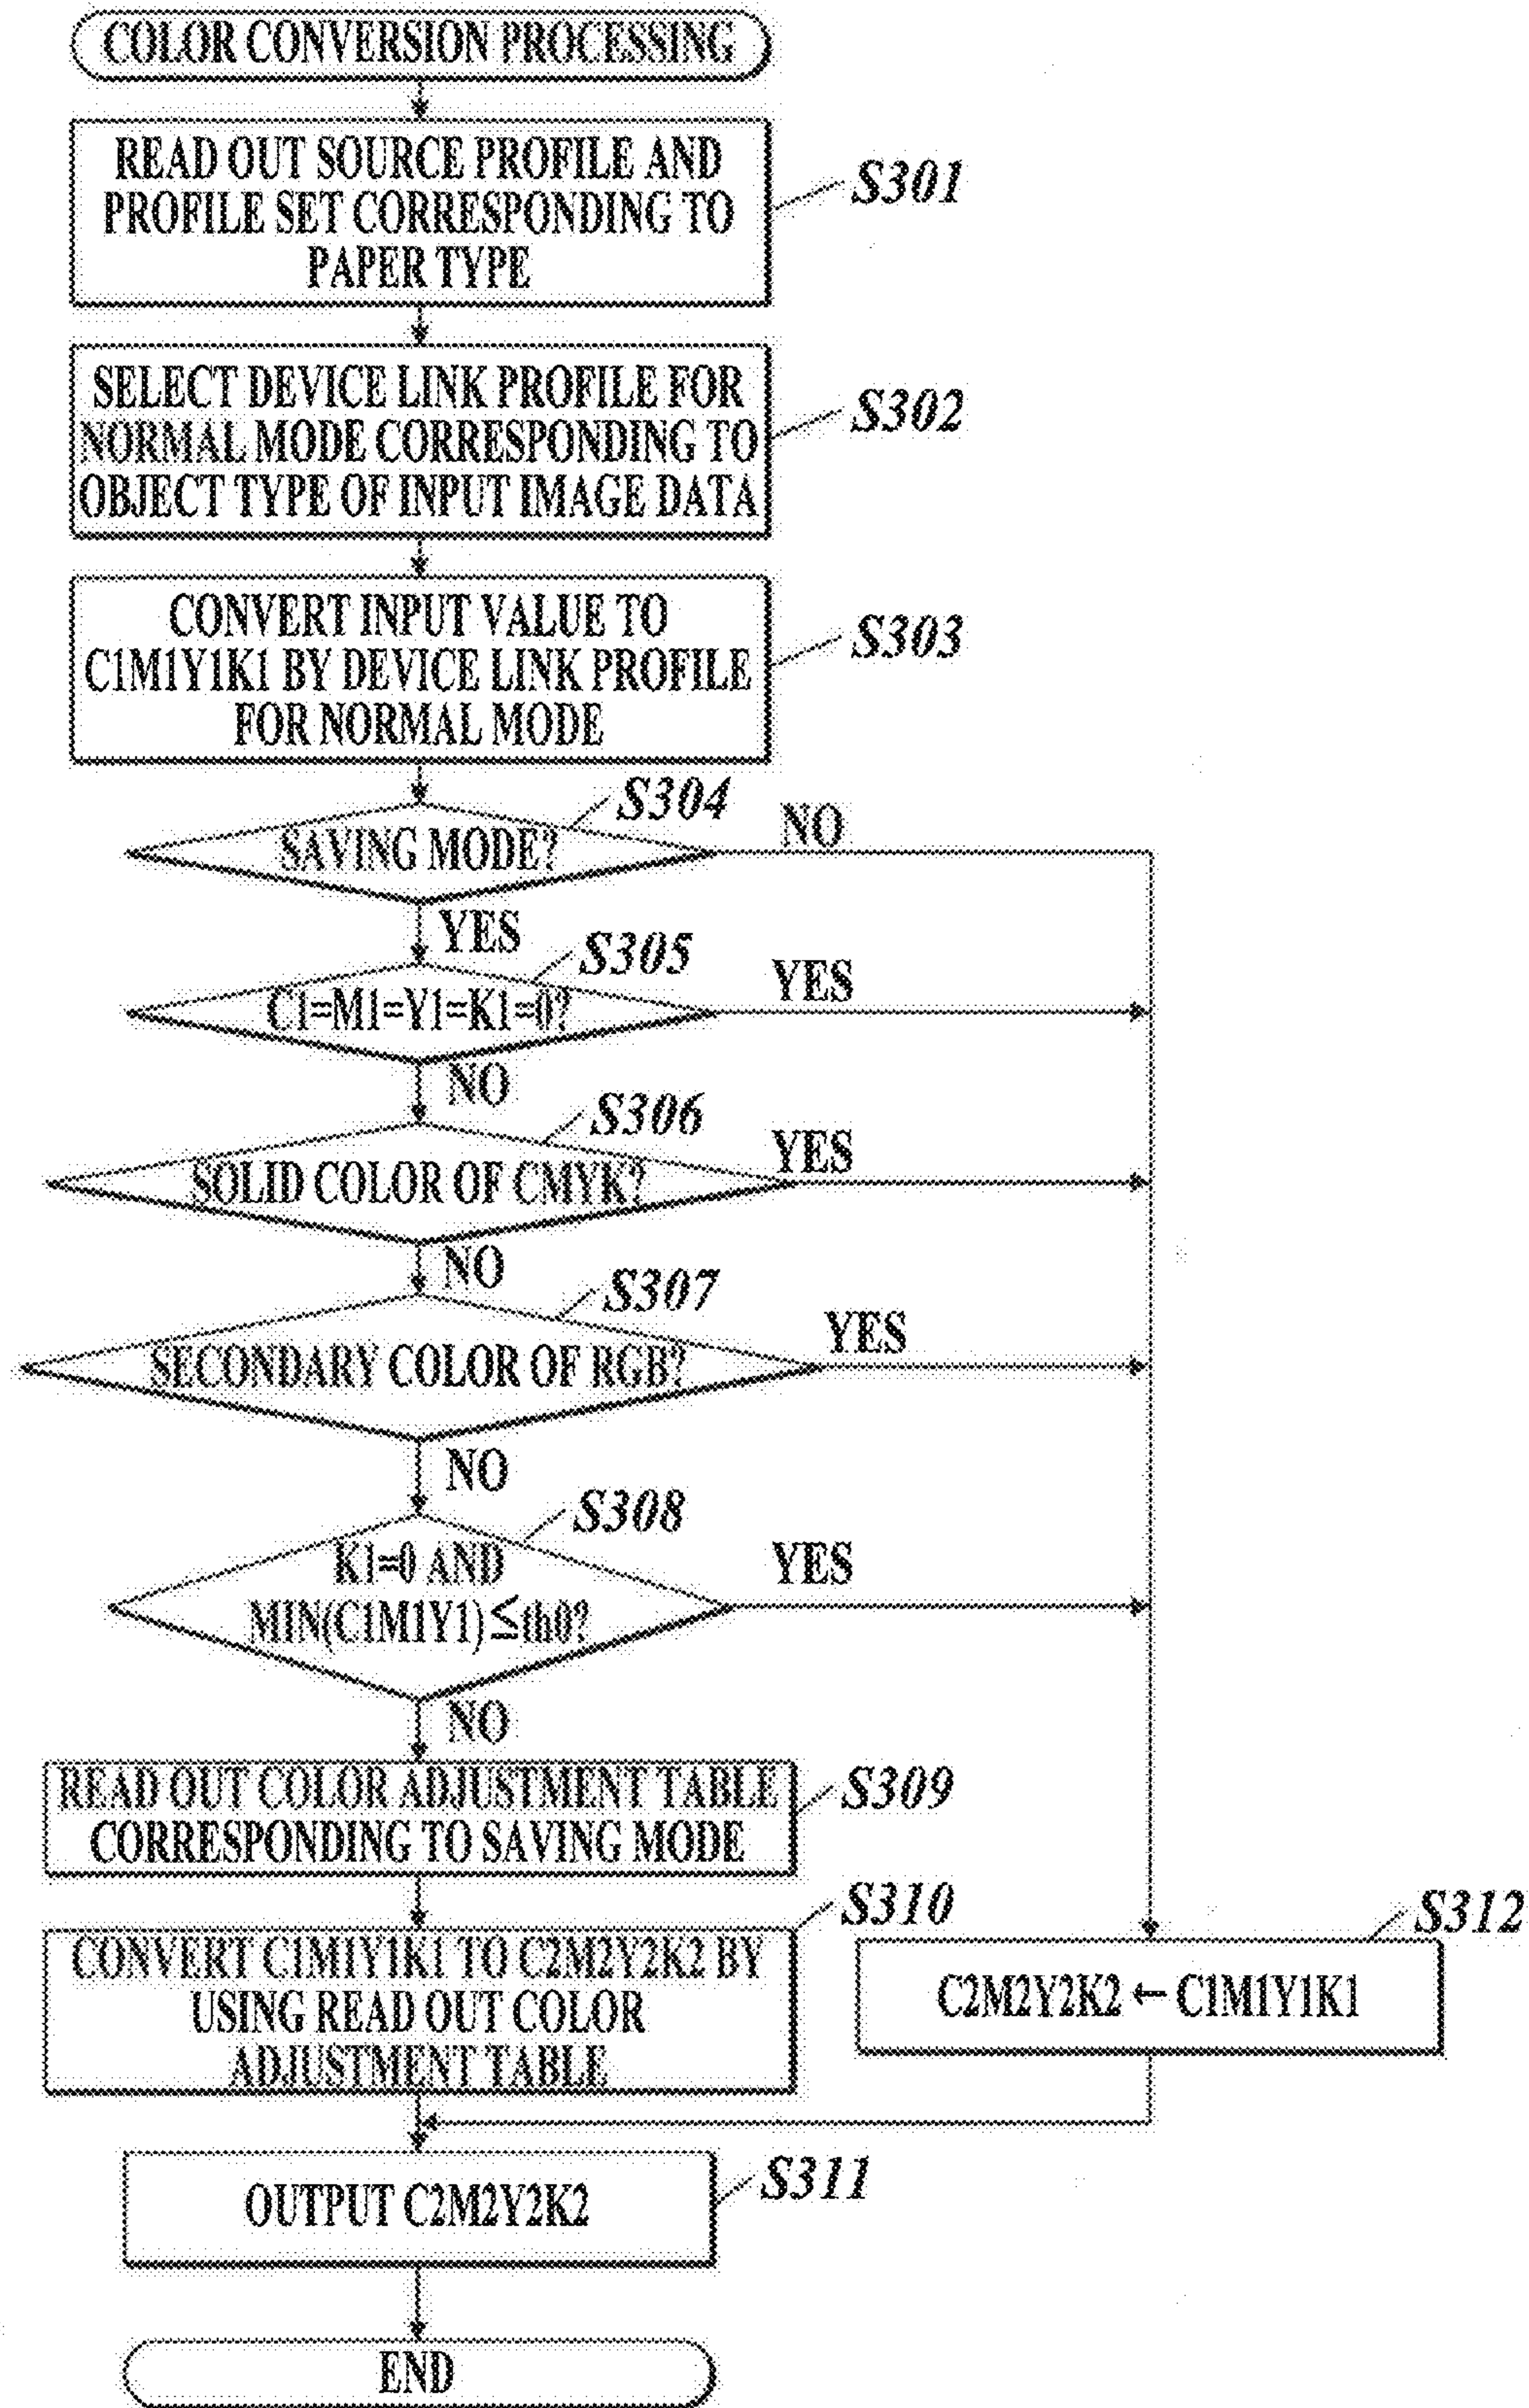 COLOR CONVERSION PROCESSING
READ OUT SOURCE PROFILE AND
PROFILE SET CORRESPONDING TO
PAPER TYPE
S301
SELECT DEVICE LINK PROFILE FOR
NORMAL MODE CORRESPONDING TO
OBJECT TYPE OF INPUT IMAGE DATA
S302
CONVERT INPUT VALUE TO
C1M1Y1K1 BY DEVICE LINK PROFILE
FOR NORMAL MODE
S303
S304
SAVING MODE?
NO
YES
S305
C1=M1=Y1=K1=0?
YES
NO
S306
SOLID COLOR OF CMYK?
YES
NO
S307
SECONDARY COLOR OF RGB?
YES
NO
S308
K1=0 AND
MIN(C1M1Y1)≦th0?
YES
NO
READ OUT COLOR ADJUSTMENT TABLE
CORRESPONDING TO SAVING MODE
S309
S310
CONVERT C1M1Y1K1 TO C2M2Y2K2 BY
USING READ OUT COLOR
ADJUSTMENT TABLE
S312
C2M2Y2K2 ← C1M1Y1K1
OUTPUT C2M2Y2K2
S311
END